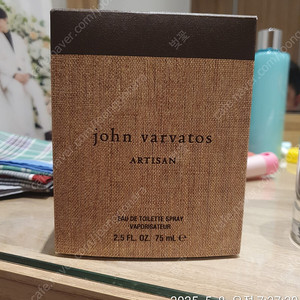 john varvatos
ARTISAN
EAU DE TOILETTE SPRAY
VAPORISATEUR
2.5 FL. OZ. 75 mL e